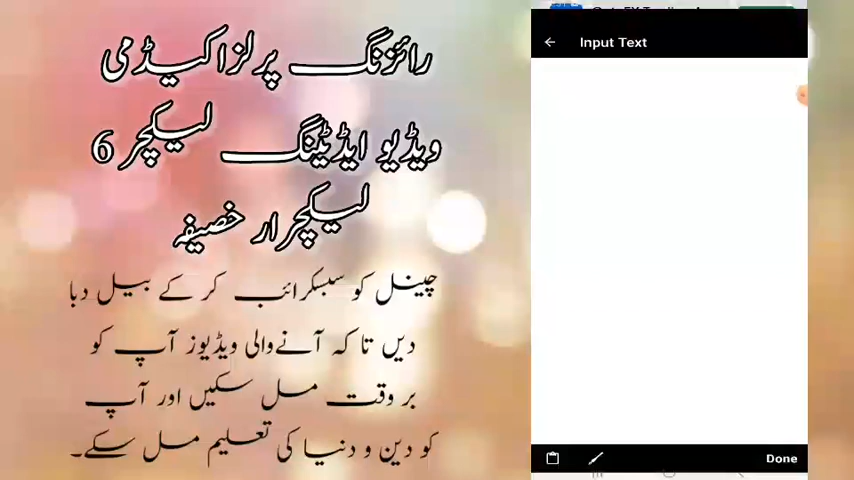 رائزنگ پرلز اکیڈمی
ویڈیو ایڈیٹنگ لیکچر 6
لیکچرار خصیفہ
چینل کو سبسکرائب کر کے بیل دبا
دیں تا کہ آنے والی ویڈیوز آپ کو
بر وقت مل سکیں اور آپ
کو دین و دنیا کی تعلیم مل سکے۔
Input Text
Done